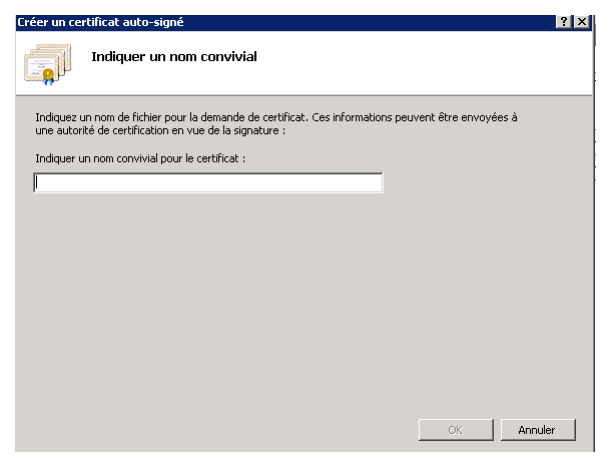 Créer un certificat auto-signé
Indiquer un nom convivial
Indiquez un nom de fichier pour la demande de certificat. Ces informations peuvent être envoyées à
une autorité de certification en vue de la signature :
Indiquer un nom convivial pour le certificat :
OK
Annuler